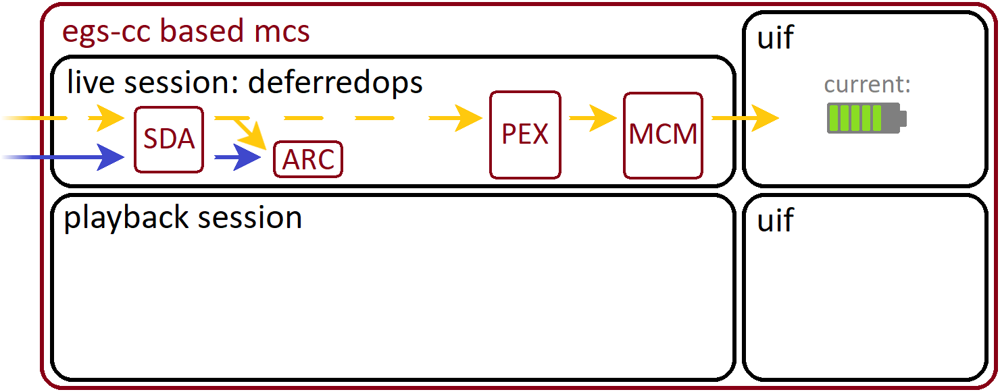 egs-cc based mcs
uif
live session: deferredops
current:
SDA
PEX
MCM
ARC
playback session
uif